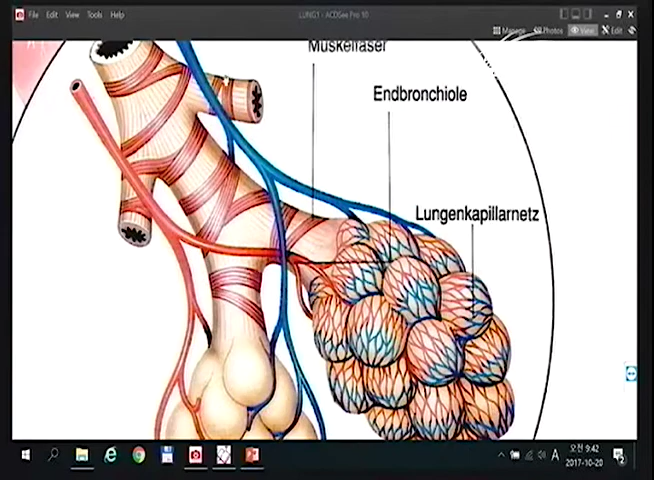 File Edit View Tools Help
LUNG1 - ACDSee Pro 10
Manage Photos View Edit
Muskelfaser
Endbronchiole
Lungenkapillarnetz
A
오전 9:42
2017-10-20
2